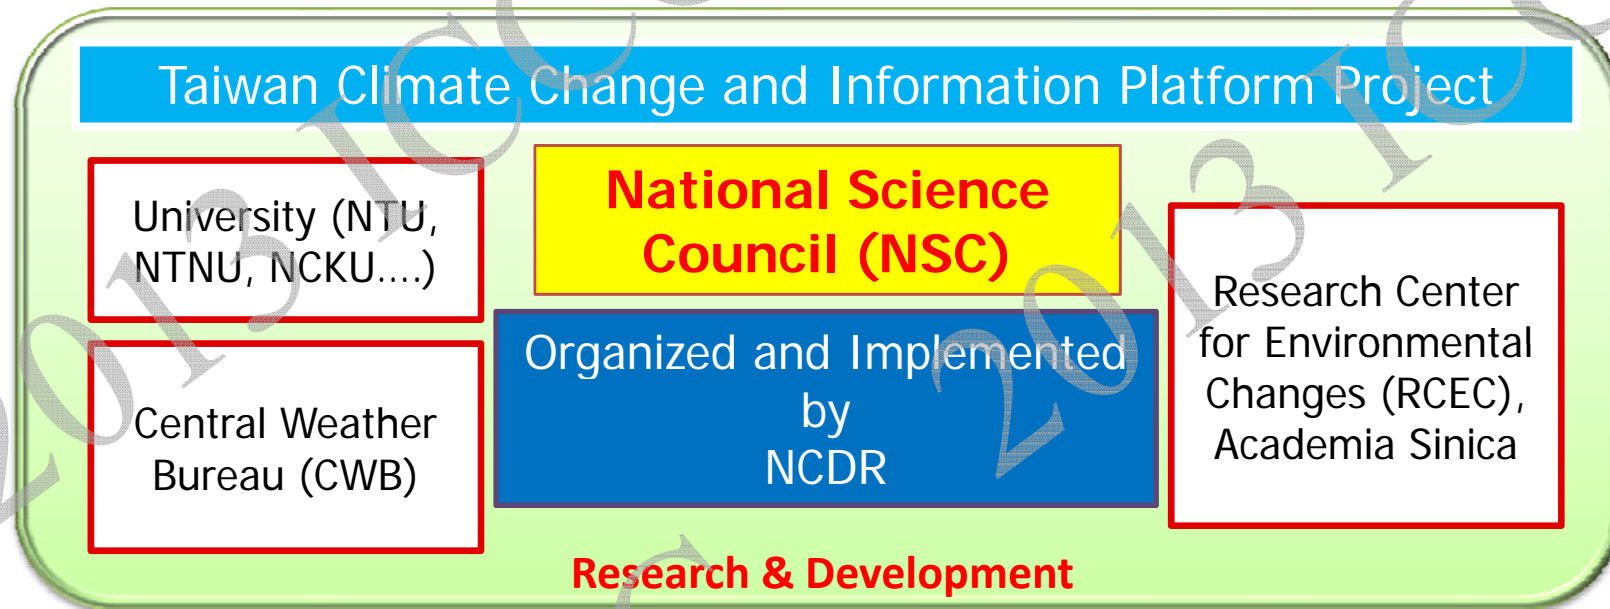 Taiwan Climate Change and Information Platform Project
University (NTU,
NTNU, NCKU....)
Central Weather
Bureau (CWB)
National Science
Council (NSC)
Organized and Implemented
by
NCDR
Research Center
for Environmental
Changes (RCEC),
Academia Sinica
Research & Development
2013 ICC
2013 ICC